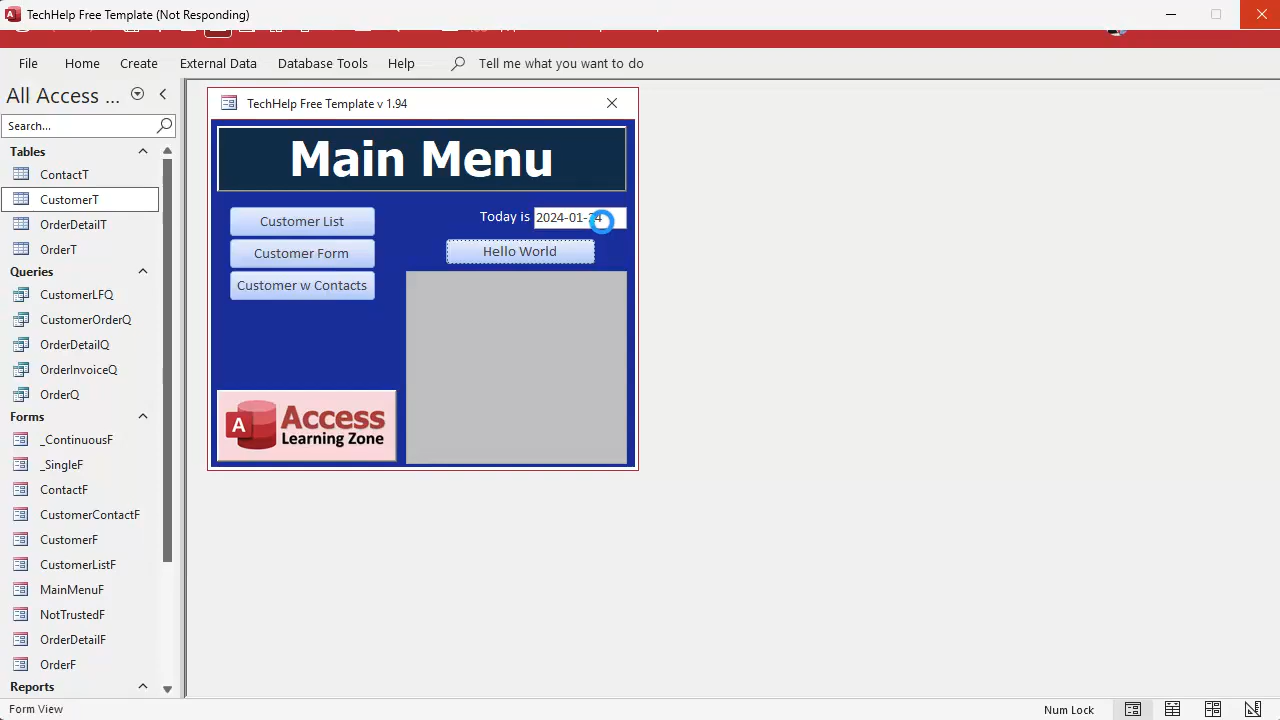 TechHelp Free Template (Not Responding)
File Home Create External Data Database Tools Help Tell me what you want to do
All Access ...
Search...
Tables
ContactT
CustomerT
OrderDetailT
OrderT
Queries
CustomerLFQ
CustomerOrderQ
OrderDetailQ
OrderInvoiceQ
OrderQ
Forms
_ContinuousF
_SingleF
ContactF
CustomerContactF
CustomerF
CustomerListF
MainMenuF
NotTrustedF
OrderDetailF
OrderF
Reports
TechHelp Free Template v 1.94
Main Menu
Customer List
Customer Form
Customer w Contacts
Today is 2024-01-24
Hello World
A Access
Learning Zone
Form View
Num Lock